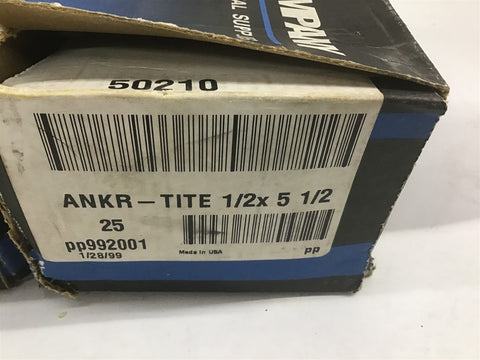 50210
ANKR-TITE 1/2x 5 1/2
25
pp992001
1/28/99
Made In USA
pp